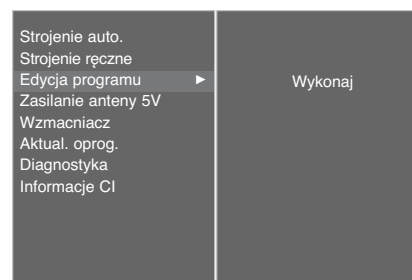 Strojenie auto.
Strojenie ręczne
Edycja programu ►
Wykonaj
Zasilanie anteny 5V
Wzmacniacz
Aktual. oprog.
Diagnostyka
Informacje CI